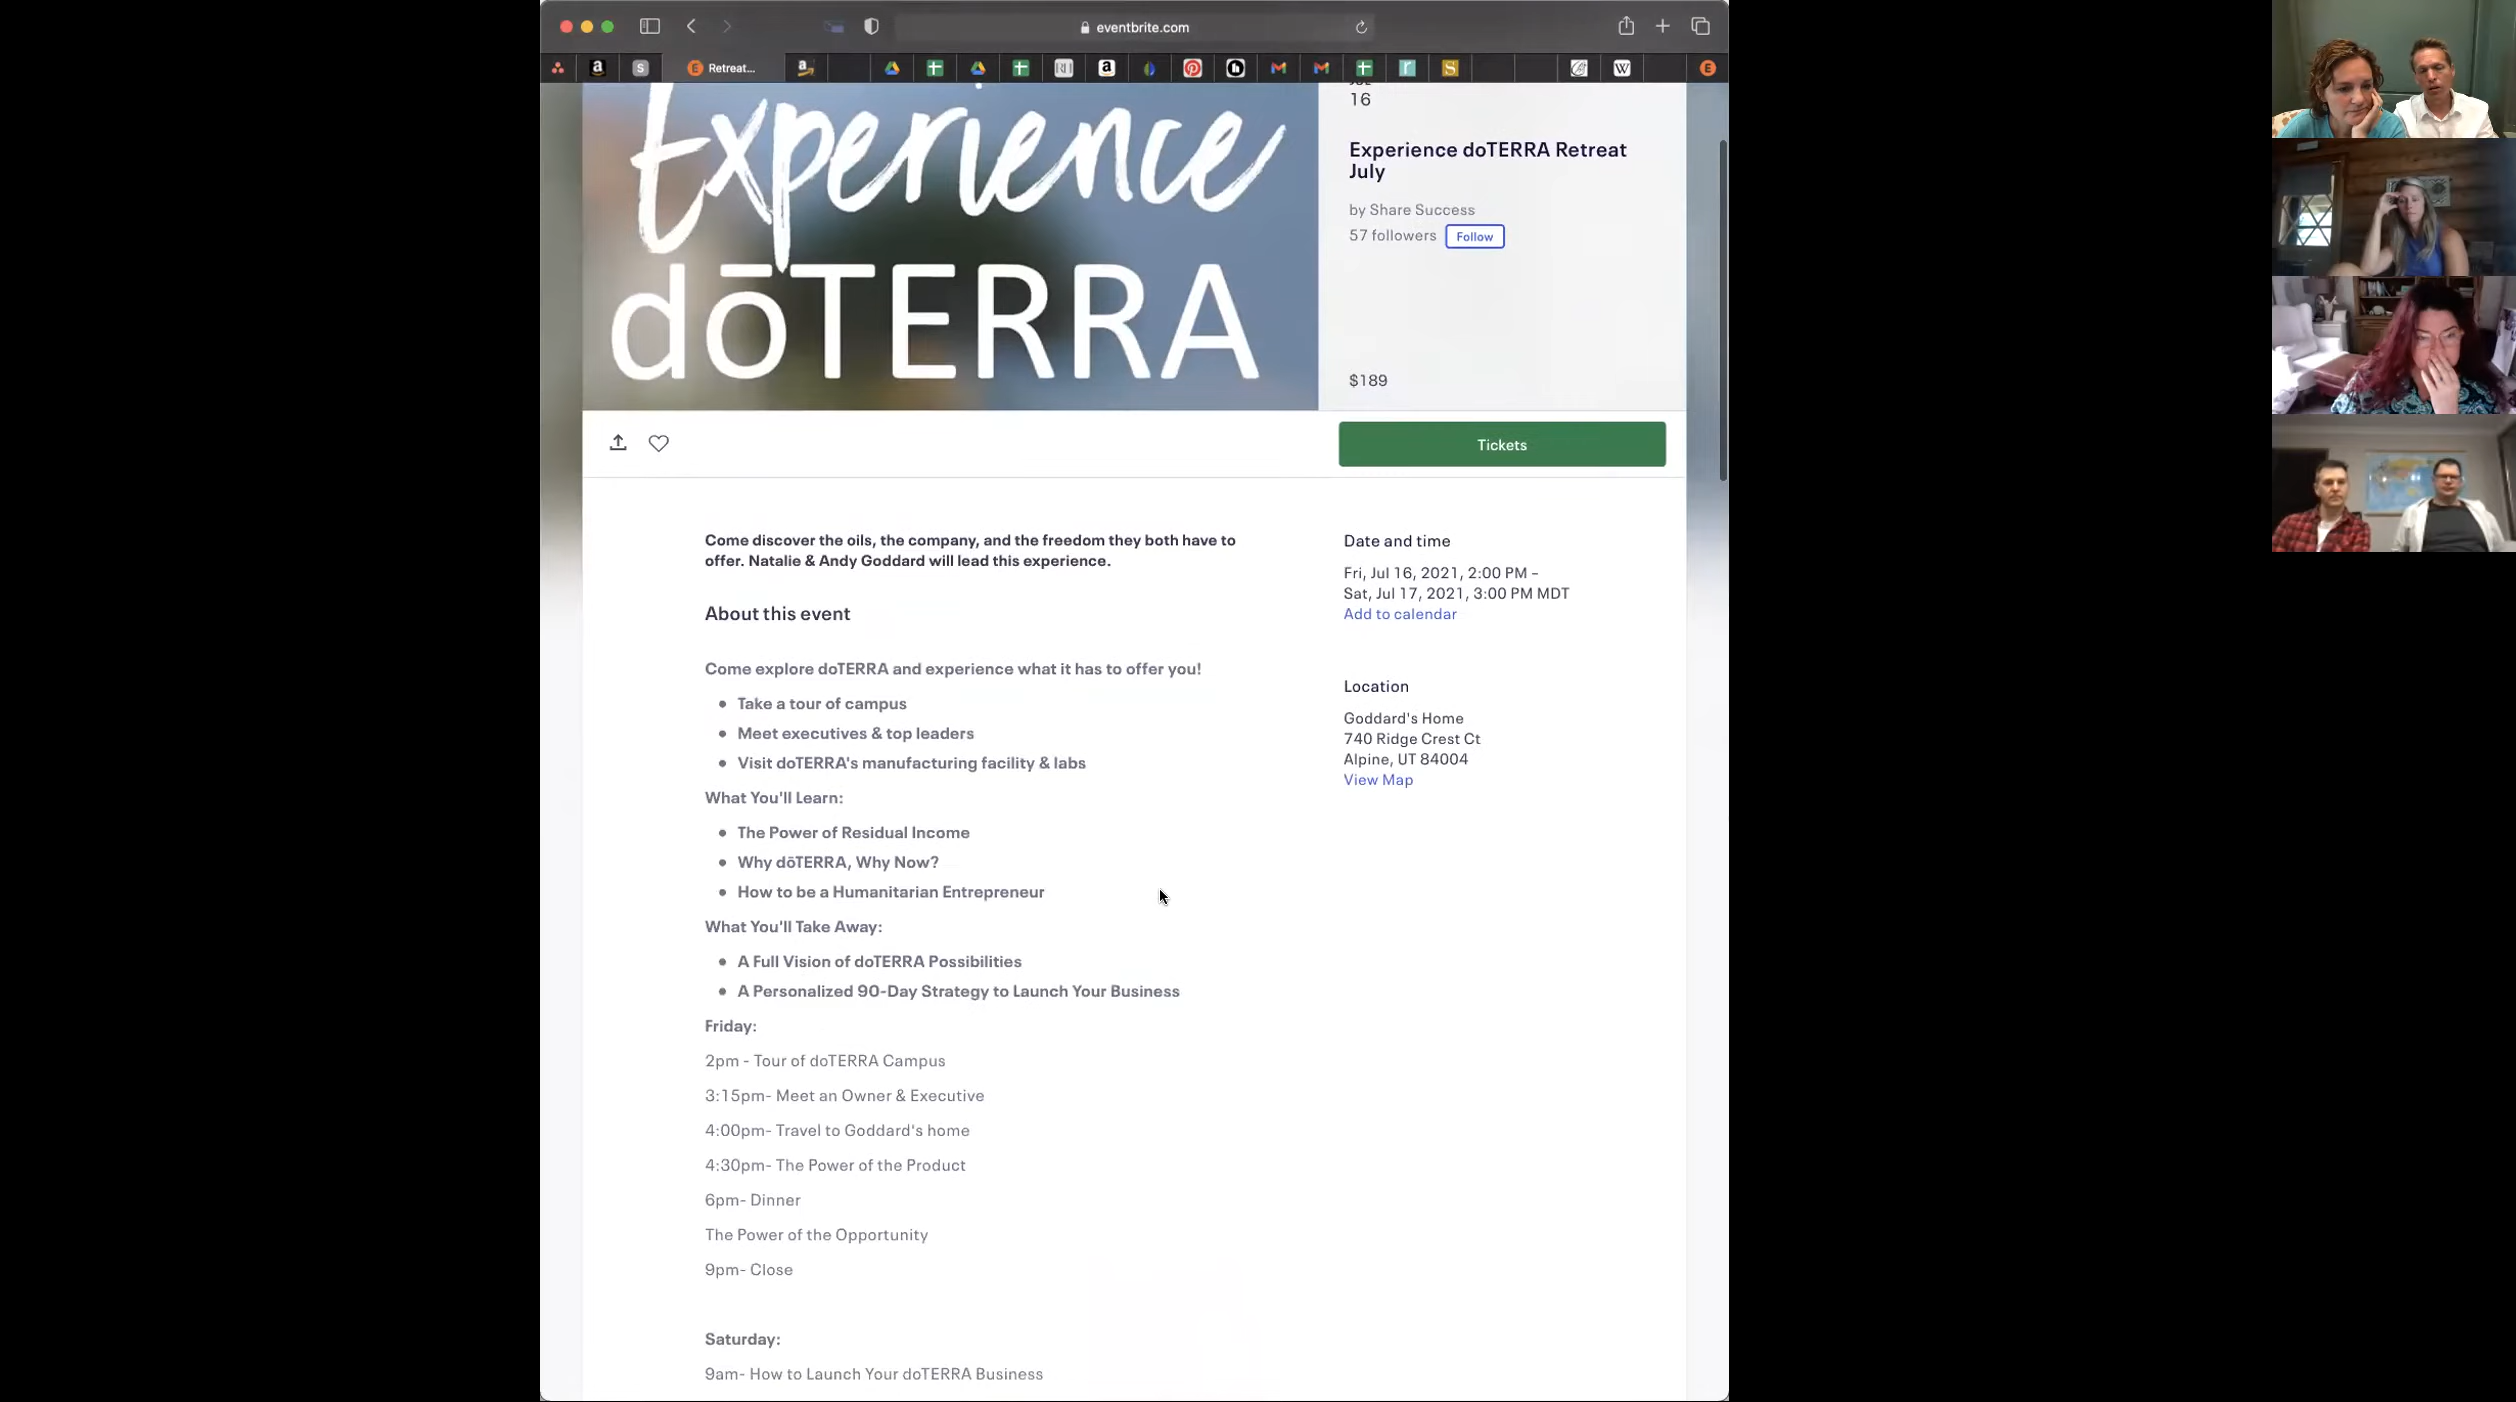 eventbrite.com
Retreat...
Experience
dōTERRA
16
Experience doTERRA Retreat
July
by Share Success
57 followers Follow
$189
Tickets
Come discover the oils, the company, and the freedom they both have to
offer. Natalie & Andy Goddard will lead this experience.
About this event
Come explore doTERRA and experience what it has to offer you!
• Take a tour of campus
• Meet executives & top leaders
• Visit doTERRA's manufacturing facility & labs
What You'll Learn:
• The Power of Residual Income
• Why dōTERRA, Why Now?
• How to be a Humanitarian Entrepreneur
What You'll Take Away:
• A Full Vision of doTERRA Possibilities
• A Personalized 90-Day Strategy to Launch Your Business
Friday:
2pm - Tour of doTERRA Campus
3:15pm- Meet an Owner & Executive
4:00pm- Travel to Goddard's home
4:30pm- The Power of the Product
6pm- Dinner
The Power of the Opportunity
9pm- Close
Saturday:
9am- How to Launch Your doTERRA Business
Date and time
Fri, Jul 16, 2021, 2:00 PM –
Sat, Jul 17, 2021, 3:00 PM MDT
Add to calendar
Location
Goddard's Home
740 Ridge Crest Ct
Alpine, UT 84004
View Map